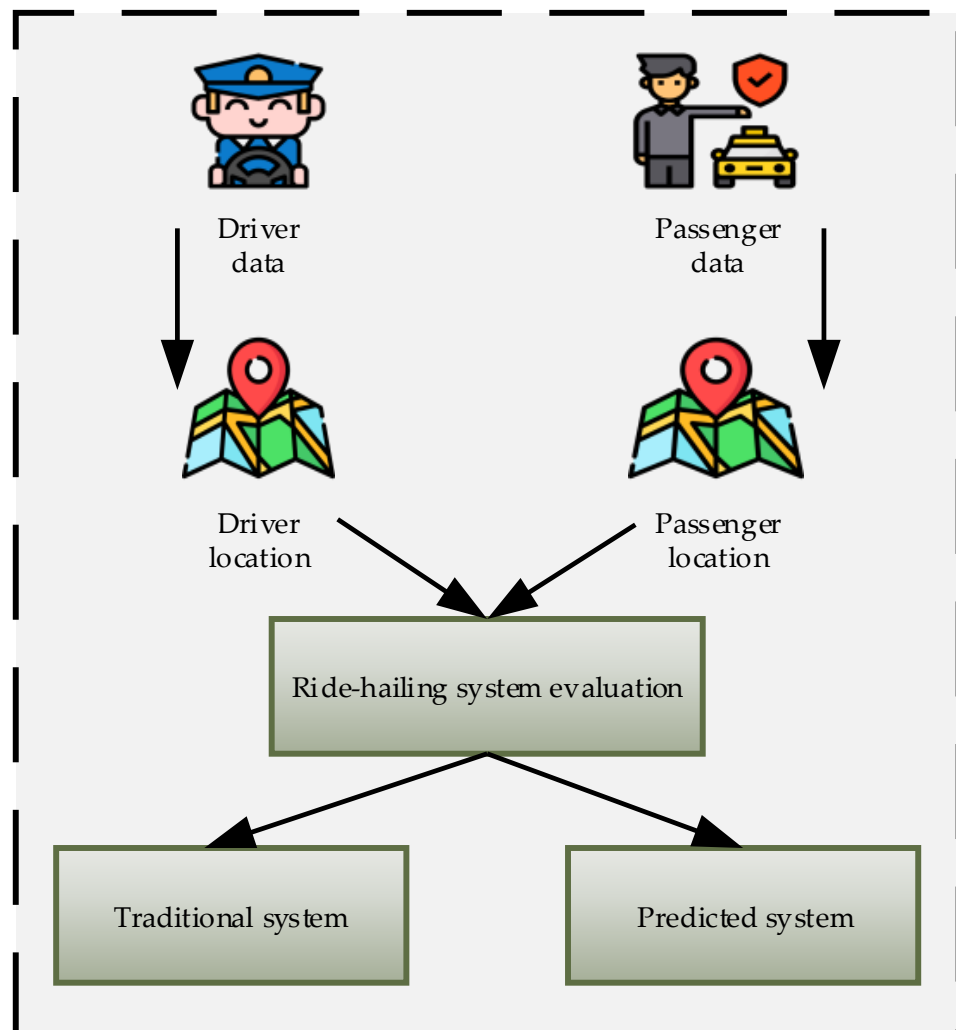 Driver
data
Passenger
data
Driver
location
Passenger
location
Ride-hailing system evaluation
Traditional system
Predicted system